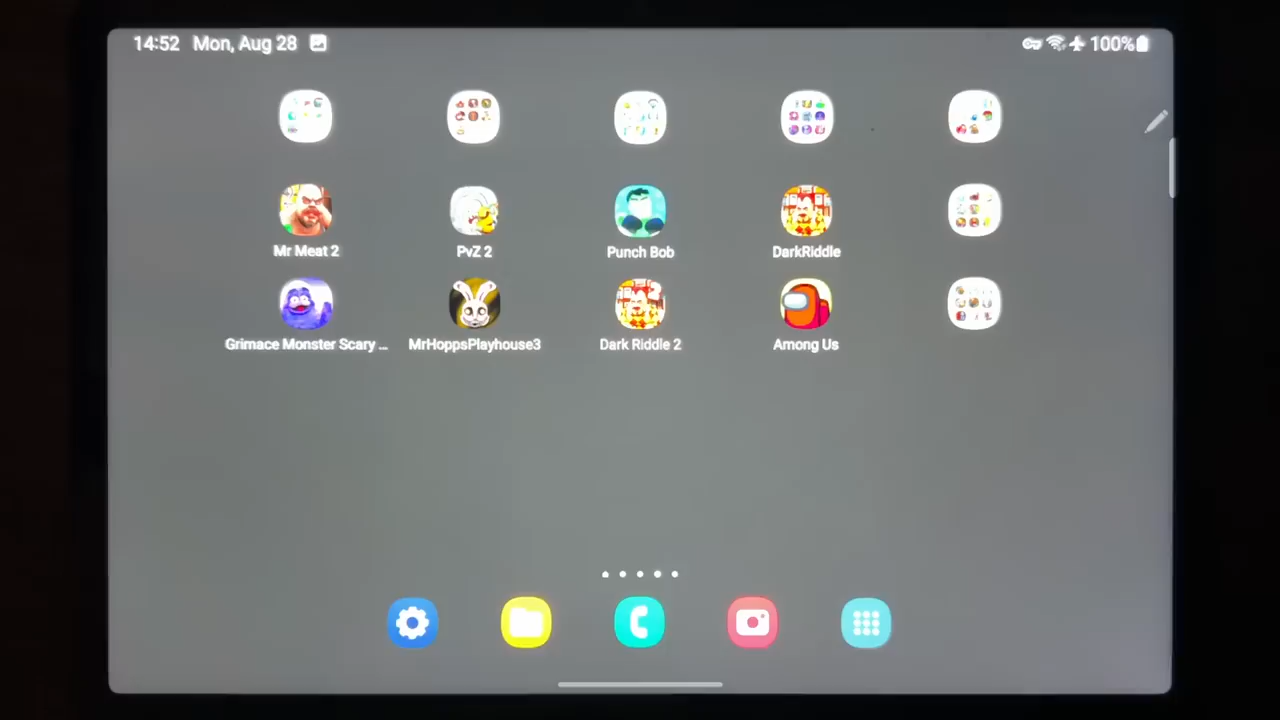 14:52 Mon, Aug 28 100%
Mr Meat 2 PvZ 2 Punch Bob DarkRiddle
Grimace Monster Scary ... MrHoppsPlayhouse3 Dark Riddle 2 Among Us